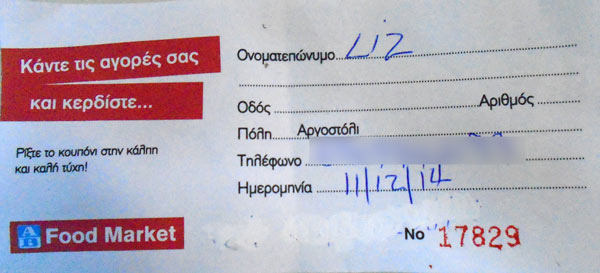 Κάντε τις αγορές σας
και κερδίστε...
Ρίξτε το κουπόνι στην κάλπη
και καλή τύχη!
AB Food Market
Ονοματεπώνυμο Liz
Οδός Αριθμός
Πόλη Αργοστόλι
Τηλέφωνο
Ημερομηνία 11/12/14
No 17829